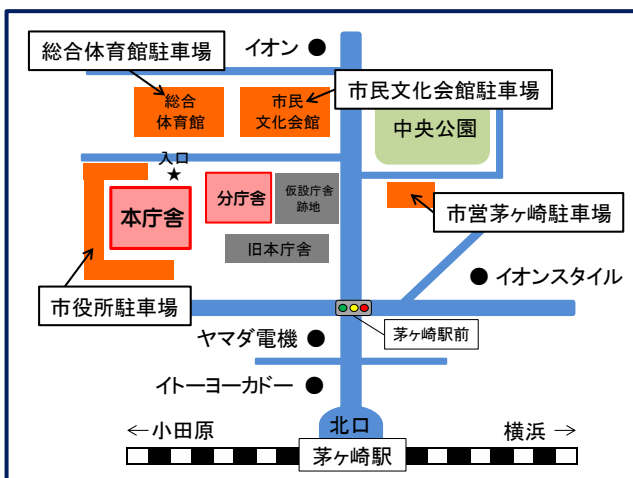 イオン
総合体育館駐車場
市民文化会館駐車場
総合
体育館
市民
文化会館
中央公園
入口
★
本庁舎
分庁舎
仮設庁舎
跡地
旧本庁舎
市営茅ヶ崎駐車場
イオンスタイル
市役所駐車場
茅ヶ崎駅前
ヤマダ電機
イトーヨーカドー
北口
←小田原
横浜→
茅ヶ崎駅